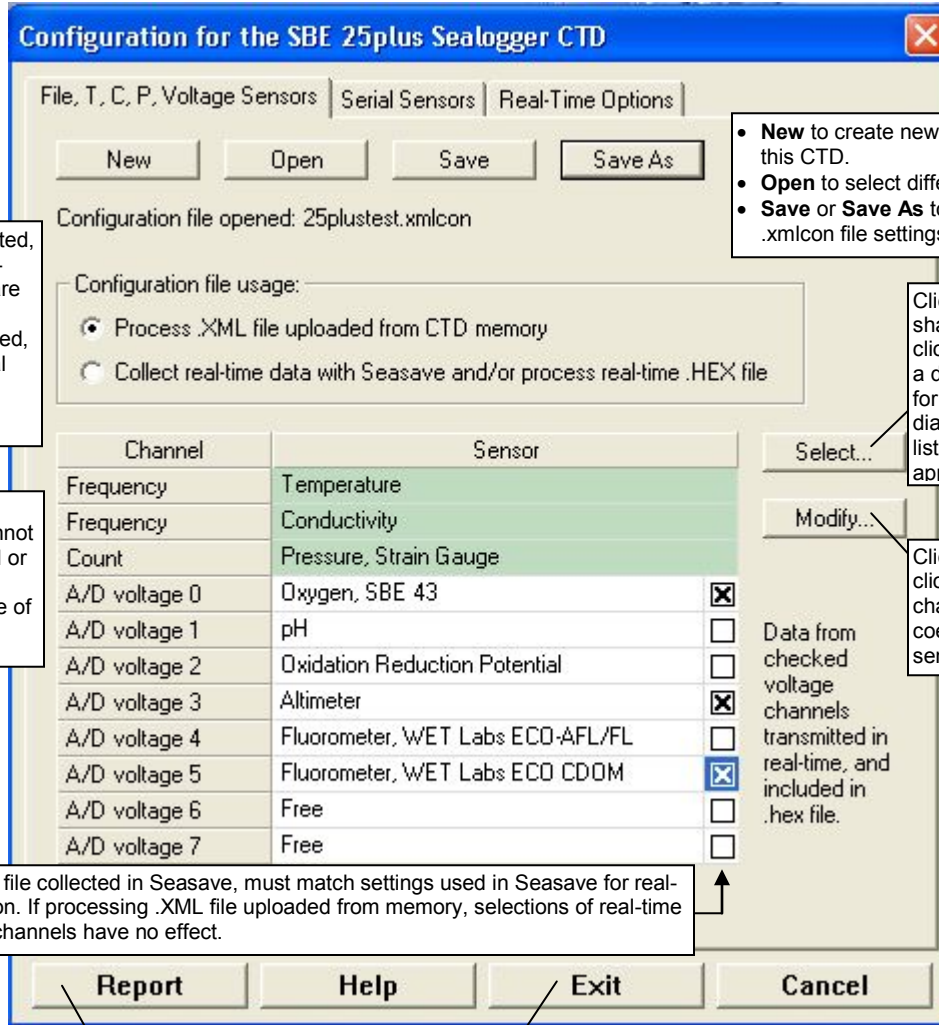 Configuration for the SBE 25plus Sealogger CTD
File, T, C, P, Voltage Sensors
Serial Sensors
Real-Time Options
New
Open
Save
Save As
• New to create new
this CTD.
• Open to select
• Save or Save As
.xmlcon file
Configuration file opened: 25plustest.xmlcon
Configuration file usage:
Process .XML file uploaded from CTD memory
Collect real-time data with Seasave and/or process real-time .HEX file
Channel
Sensor
Frequency
Temperature
Frequency
Conductivity
Count
Pressure, Strain Gauge
A/D voltage 0
Oxygen, SBE 43
A/D voltage 1
pH
A/D voltage 2
Oxidation Reduction Potential
A/D voltage 3
Altimeter
A/D voltage 4
Fluorometer, WET Labs ECO-AFL/FL
A/D voltage 5
Fluorometer, WET Labs ECO CDOM
A/D voltage 6
Free
A/D voltage 7
Free
Select...
Modify...
a
for
list
Data from
checked
voltage
channels
transmitted in
real-time, and
included in
.hex file.
or
of
file collected in Seasave, must match settings used in Seasave for real-
If processing .XML file uploaded from memory, selections of real-time
channels have no effect.
Report
Help
Exit
Cancel